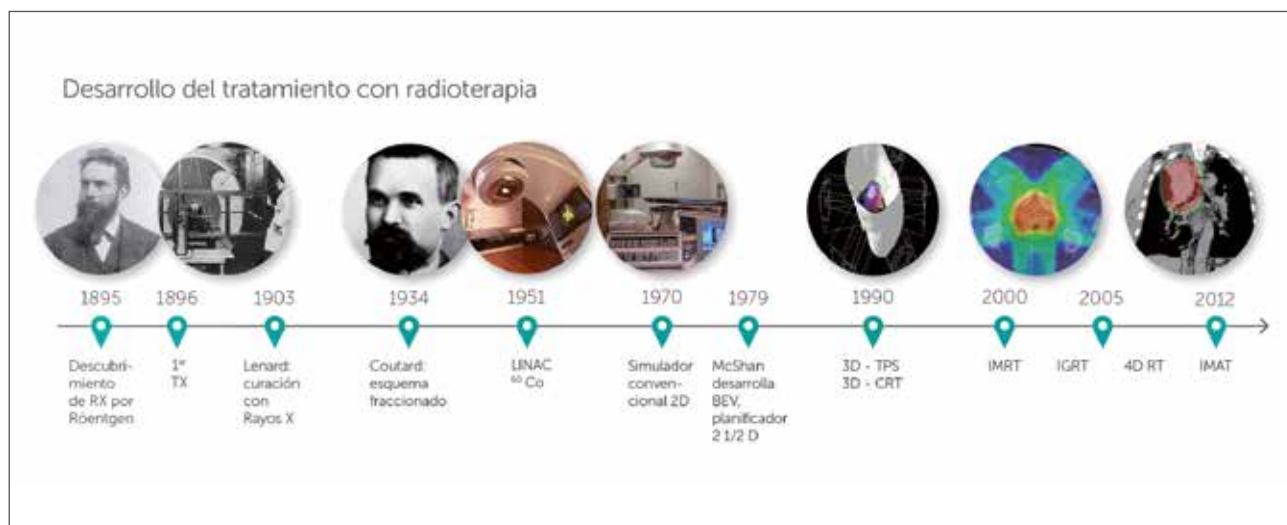 Desarrollo del tratamiento con radioterapia
1895
1896
1903
1934
1951
1970
1979
1990
2000
2005
2012
Descubri-
miento
de RX por
Röentgen
1er
TX
Lenard:
curación
con
Rayos X
Coutard:
esquema
fraccionado
LINAC
60 Co
Simulador
conven-
cional 2D
McShan
desarrolla
BEV,
planificador
2 1/2 D
3D - TPS
3D - CRT
IMRT
IGRT
4D RT
IMAT